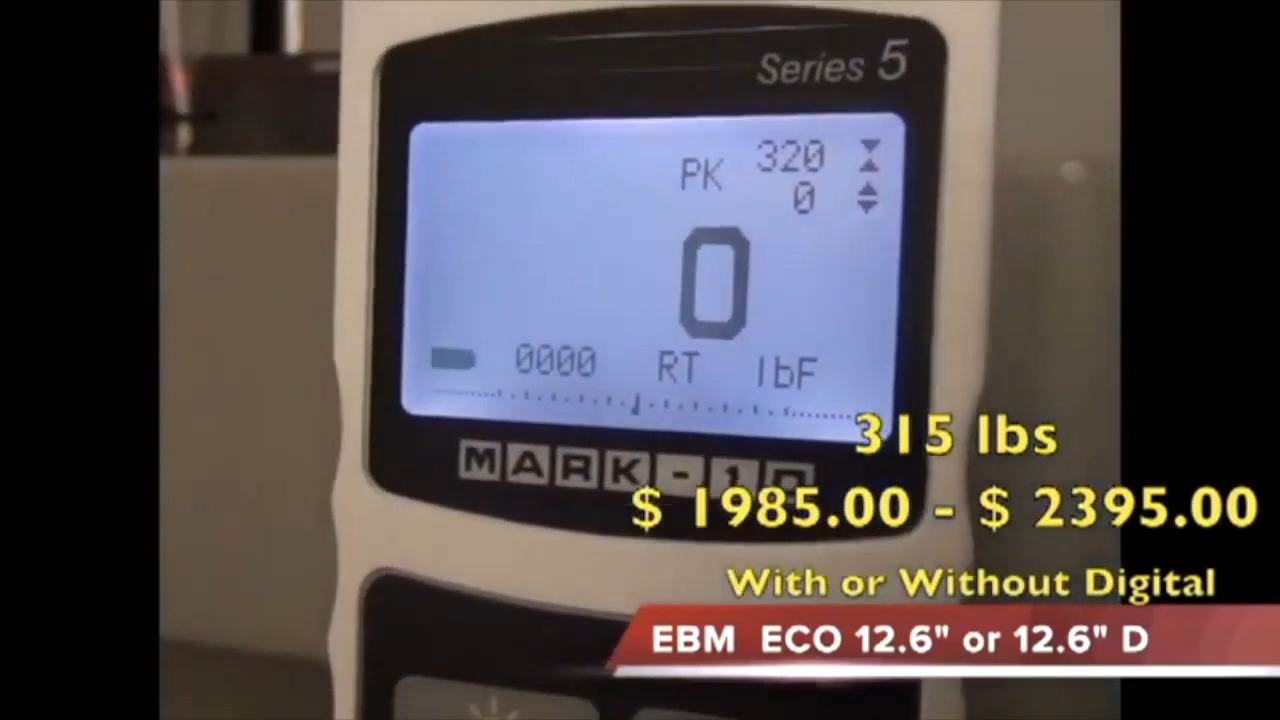 Series 5
PK 320
0
0
0000 RT lbF
MARK-10
315 lbs
$ 1985.00 - $ 2395.00
With or Without Digital
EBM ECO 12.6" or 12.6" D